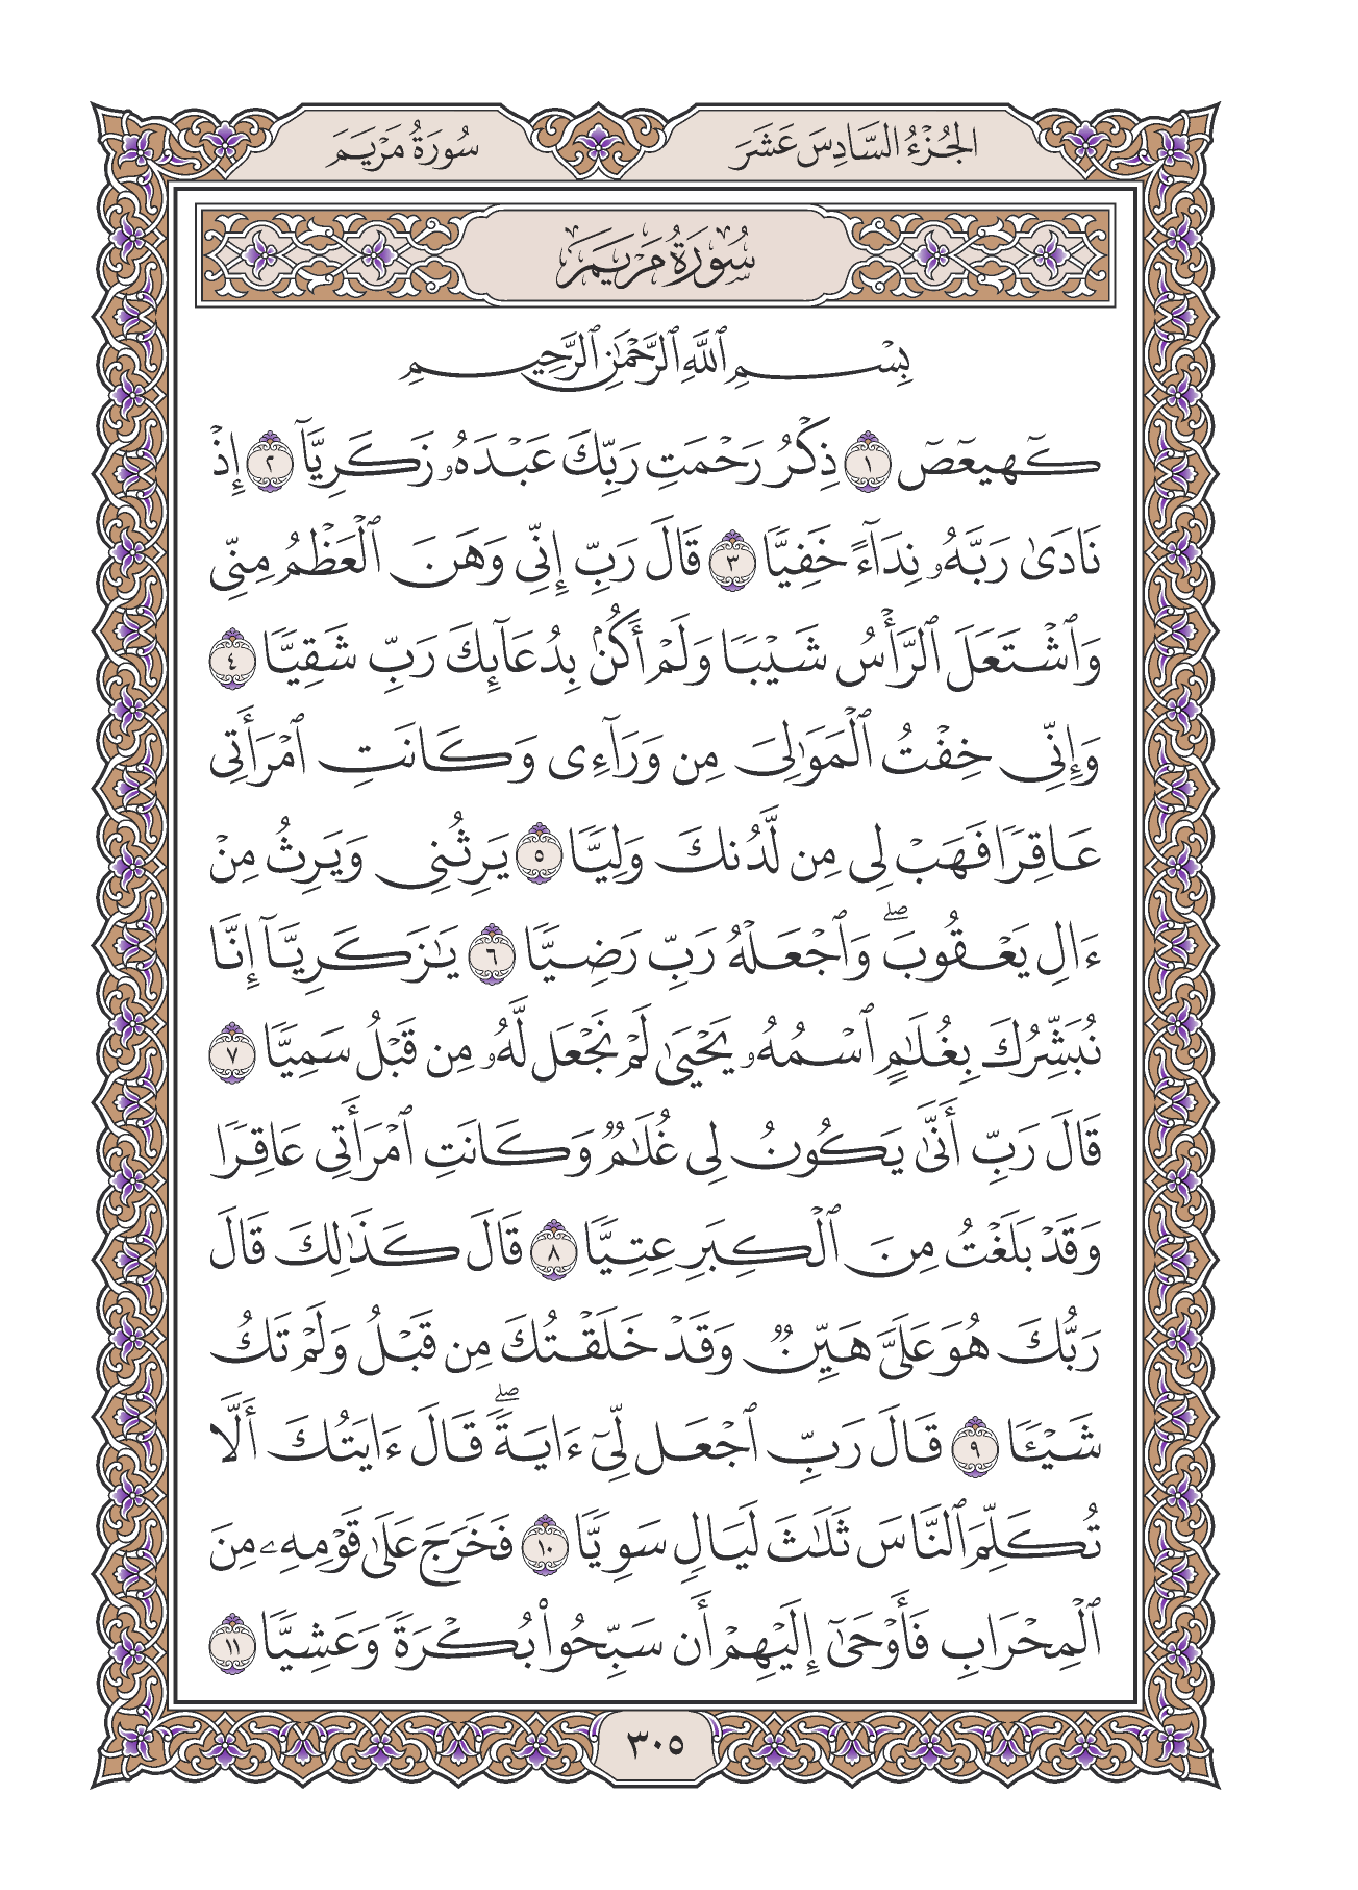 الجُزْءُ السَّادِسَ عَشَرَ
سُورَةُ مَرْيَمَ
سُورَةُ مَرْيَمَ
بِسْمِ ٱللَّهِ ٱلرَّحْمَٰنِ ٱلرَّحِيمِ
كٓهيعٓصٓ ١ ذِكْرُ رَحْمَتِ رَبِّكَ عَبْدَهُۥ زَكَرِيَّآ ٢ إِذْ
نَادَىٰ رَبَّهُۥ نِدَآءً خَفِيًّا ٣ قَالَ رَبِّ إِنِّى وَهَنَ ٱلْعَظْمُ مِنِّى
وَٱشْتَعَلَ ٱلرَّأْسُ شَيْبًا وَلَمْ أَكُنۢ بِدُعَآئِكَ رَبِّ شَقِيًّا ٤
وَإِنِّى خِفْتُ ٱلْمَوَٰلِىَ مِن وَرَآءِى وَكَانَتِ ٱمْرَأَتِى
عَاقِرًا فَهَبْ لِى مِن لَّدُنكَ وَلِيًّا ٥ يَرِثُنِى وَيَرِثُ مِنْ
ءَالِ يَعْقُوبَ ۖ وَٱجْعَلْهُ رَبِّ رَضِيًّا ٦ يَٰزَكَرِيَّآ إِنَّا
نُبَشِّرُكَ بِغُلَٰمٍ ٱسْمُهُۥ يَحْيَىٰ لَمْ نَجْعَل لَّهُۥ مِن قَبْلُ سَمِيًّا ٧
قَالَ رَبِّ أَنَّىٰ يَكُونُ لِى غُلَٰمٌ وَكَانَتِ ٱمْرَأَتِى عَاقِرًا
وَقَدْ بَلَغْتُ مِنَ ٱلْكِبَرِ عِتِيًّا ٨ قَالَ كَذَٰلِكَ قَالَ
رَبُّكَ هُوَ عَلَىَّ هَيِّنٌ وَقَدْ خَلَقْتُكَ مِن قَبْلُ وَلَمْ تَكُ
شَيْـًٔا ٩ قَالَ رَبِّ ٱجْعَل لِّىٓ ءَايَةً ۖ قَالَ ءَايَتُكَ أَلَّا
تُكَلِّمَ ٱلنَّاسَ ثَلَٰثَ لَيَالٍ سَوِيًّا ١٠ فَخَرَجَ عَلَىٰ قَوْمِهِۦ مِنَ
ٱلْمِحْرَابِ فَأَوْحَىٰٓ إِلَيْهِمْ أَن سَبِّحُوا۟ بُكْرَةً وَعَشِيًّا ١١
٣٠٥